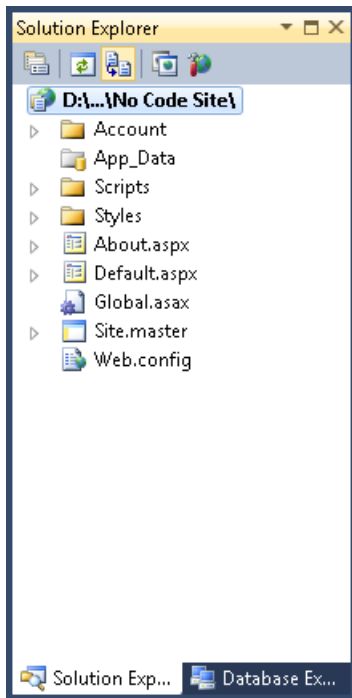 Solution Explorer
D:\...\No Code Site\
Account
App_Data
Scripts
Styles
About.aspx
Default.aspx
Global.asax
Site.master
Web.config
Solution Exp... Database Ex...